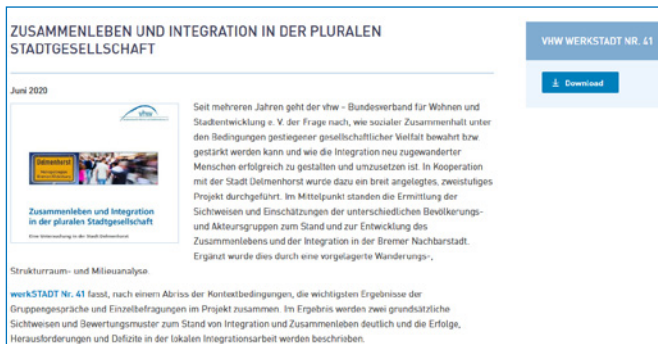 ZUSAMMENLEBEN UND INTEGRATION IN DER PLURALEN
STADTGESELLSCHAFT
VHW WERKSTADT NR. 41
Download
Juni 2020
vhw
Delmenhorst
Zusammenleben und Integration
in der pluralen Stadtgesellschaft
Eine Untersuchung in der Stadt Delmenhorst
Seit mehreren Jahren geht der vhw – Bundesverband für Wohnen und
Stadtentwicklung e. V. der Frage nach, wie sozialer Zusammenhalt unter
den Bedingungen gestiegener gesellschaftlicher Vielfalt bewahrt bzw.
gestärkt werden kann und wie die Integration neu zugewanderter
Menschen erfolgreich zu gestalten und umzusetzen ist. In Kooperation
mit der Stadt Delmenhorst wurde dazu ein breit angelegtes, zweistufiges
Projekt durchgeführt. Im Mittelpunkt standen die Ermittlung der
Sichtweisen und Einschätzungen der unterschiedlichen Bevölkerungs-
und Akteursgruppen zum Stand und zur Entwicklung des
Zusammenlebens und der Integration in der Bremer Nachbarstadt.
Ergänzt wurde dies durch eine vorgelagerte Wanderungs-,
Strukturraum- und Milieuanalyse.
werkSTADT Nr. 41 fasst, nach einem Abriss der Kontextbedingungen, die wichtigsten Ergebnisse der
Gruppengespräche und Einzelbefragungen im Projekt zusammen. Im Ergebnis werden zwei grundsätzliche
Sichtweisen und Bewertungsmuster zum Stand von Integration und Zusammenleben deutlich und die Erfolge,
Herausforderungen und Defizite in der lokalen Integrationsarbeit werden beschrieben.